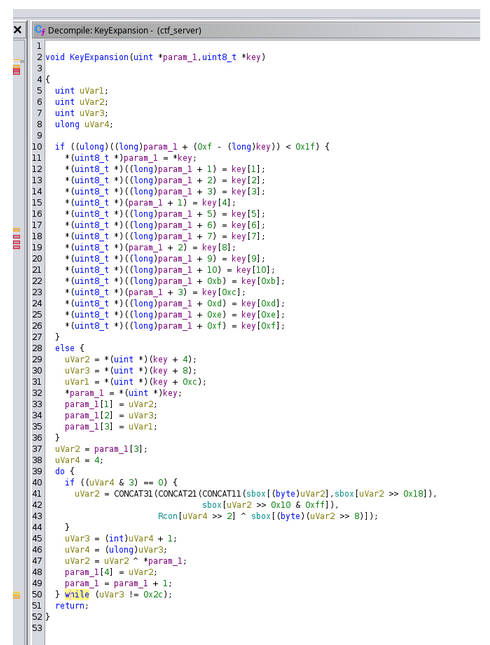 Decompile: KeyExpansion - (ctf_server)
1
2 void KeyExpansion(uint *param_1,uint8_t *key)
3
4 {
5 uint uVar1;
6 uint uVar2;
7 uint uVar3;
8 ulong uVar4;
9
10 if ((ulong)((long)param_1 + (0xf - (long)key)) < 0x1f) {
11 *(uint8_t *)param_1 = *key;
12 *(uint8_t *)((long)param_1 + 1) = key[1];
13 *(uint8_t *)((long)param_1 + 2) = key[2];
14 *(uint8_t *)((long)param_1 + 3) = key[3];
15 *(uint8_t *)(param_1 + 1) = key[4];
16 *(uint8_t *)((long)param_1 + 5) = key[5];
17 *(uint8_t *)((long)param_1 + 6) = key[6];
18 *(uint8_t *)((long)param_1 + 7) = key[7];
19 *(uint8_t *)(param_1 + 2) = key[8];
20 *(uint8_t *)((long)param_1 + 9) = key[9];
21 *(uint8_t *)((long)param_1 + 10) = key[10];
22 *(uint8_t *)((long)param_1 + 0xb) = key[0xb];
23 *(uint8_t *)(param_1 + 3) = key[0xc];
24 *(uint8_t *)((long)param_1 + 0xd) = key[0xd];
25 *(uint8_t *)((long)param_1 + 0xe) = key[0xe];
26 *(uint8_t *)((long)param_1 + 0xf) = key[0xf];
27 }
28 else {
29 uVar2 = *(uint *)(key + 4);
30 uVar3 = *(uint *)(key + 8);
31 uVar1 = *(uint *)(key + 0xc);
32 *param_1 = *(uint *)key;
33 param_1[1] = uVar2;
34 param_1[2] = uVar3;
35 param_1[3] = uVar1;
36 }
37 uVar2 = param_1[3];
38 uVar4 = 4;
39 do {
40 if ((uVar4 & 3) == 0) {
41 uVar2 = CONCAT31(CONCAT21(CONCAT11(sbox[(byte)uVar2],sbox[uVar2 >> 0x18]),
42 sbox[uVar2 >> 0x10 & 0xff]),
43 Rcon[uVar4 >> 2] ^ sbox[(byte)(uVar2 >> 8)]);
44 }
45 uVar3 = (int)uVar4 + 1;
46 uVar4 = (ulong)uVar3;
47 uVar2 = uVar2 ^ *param_1;
48 param_1[4] = uVar2;
49 param_1 = param_1 + 1;
50 } while (uVar3 != 0x2c);
51 return;
52 }
53